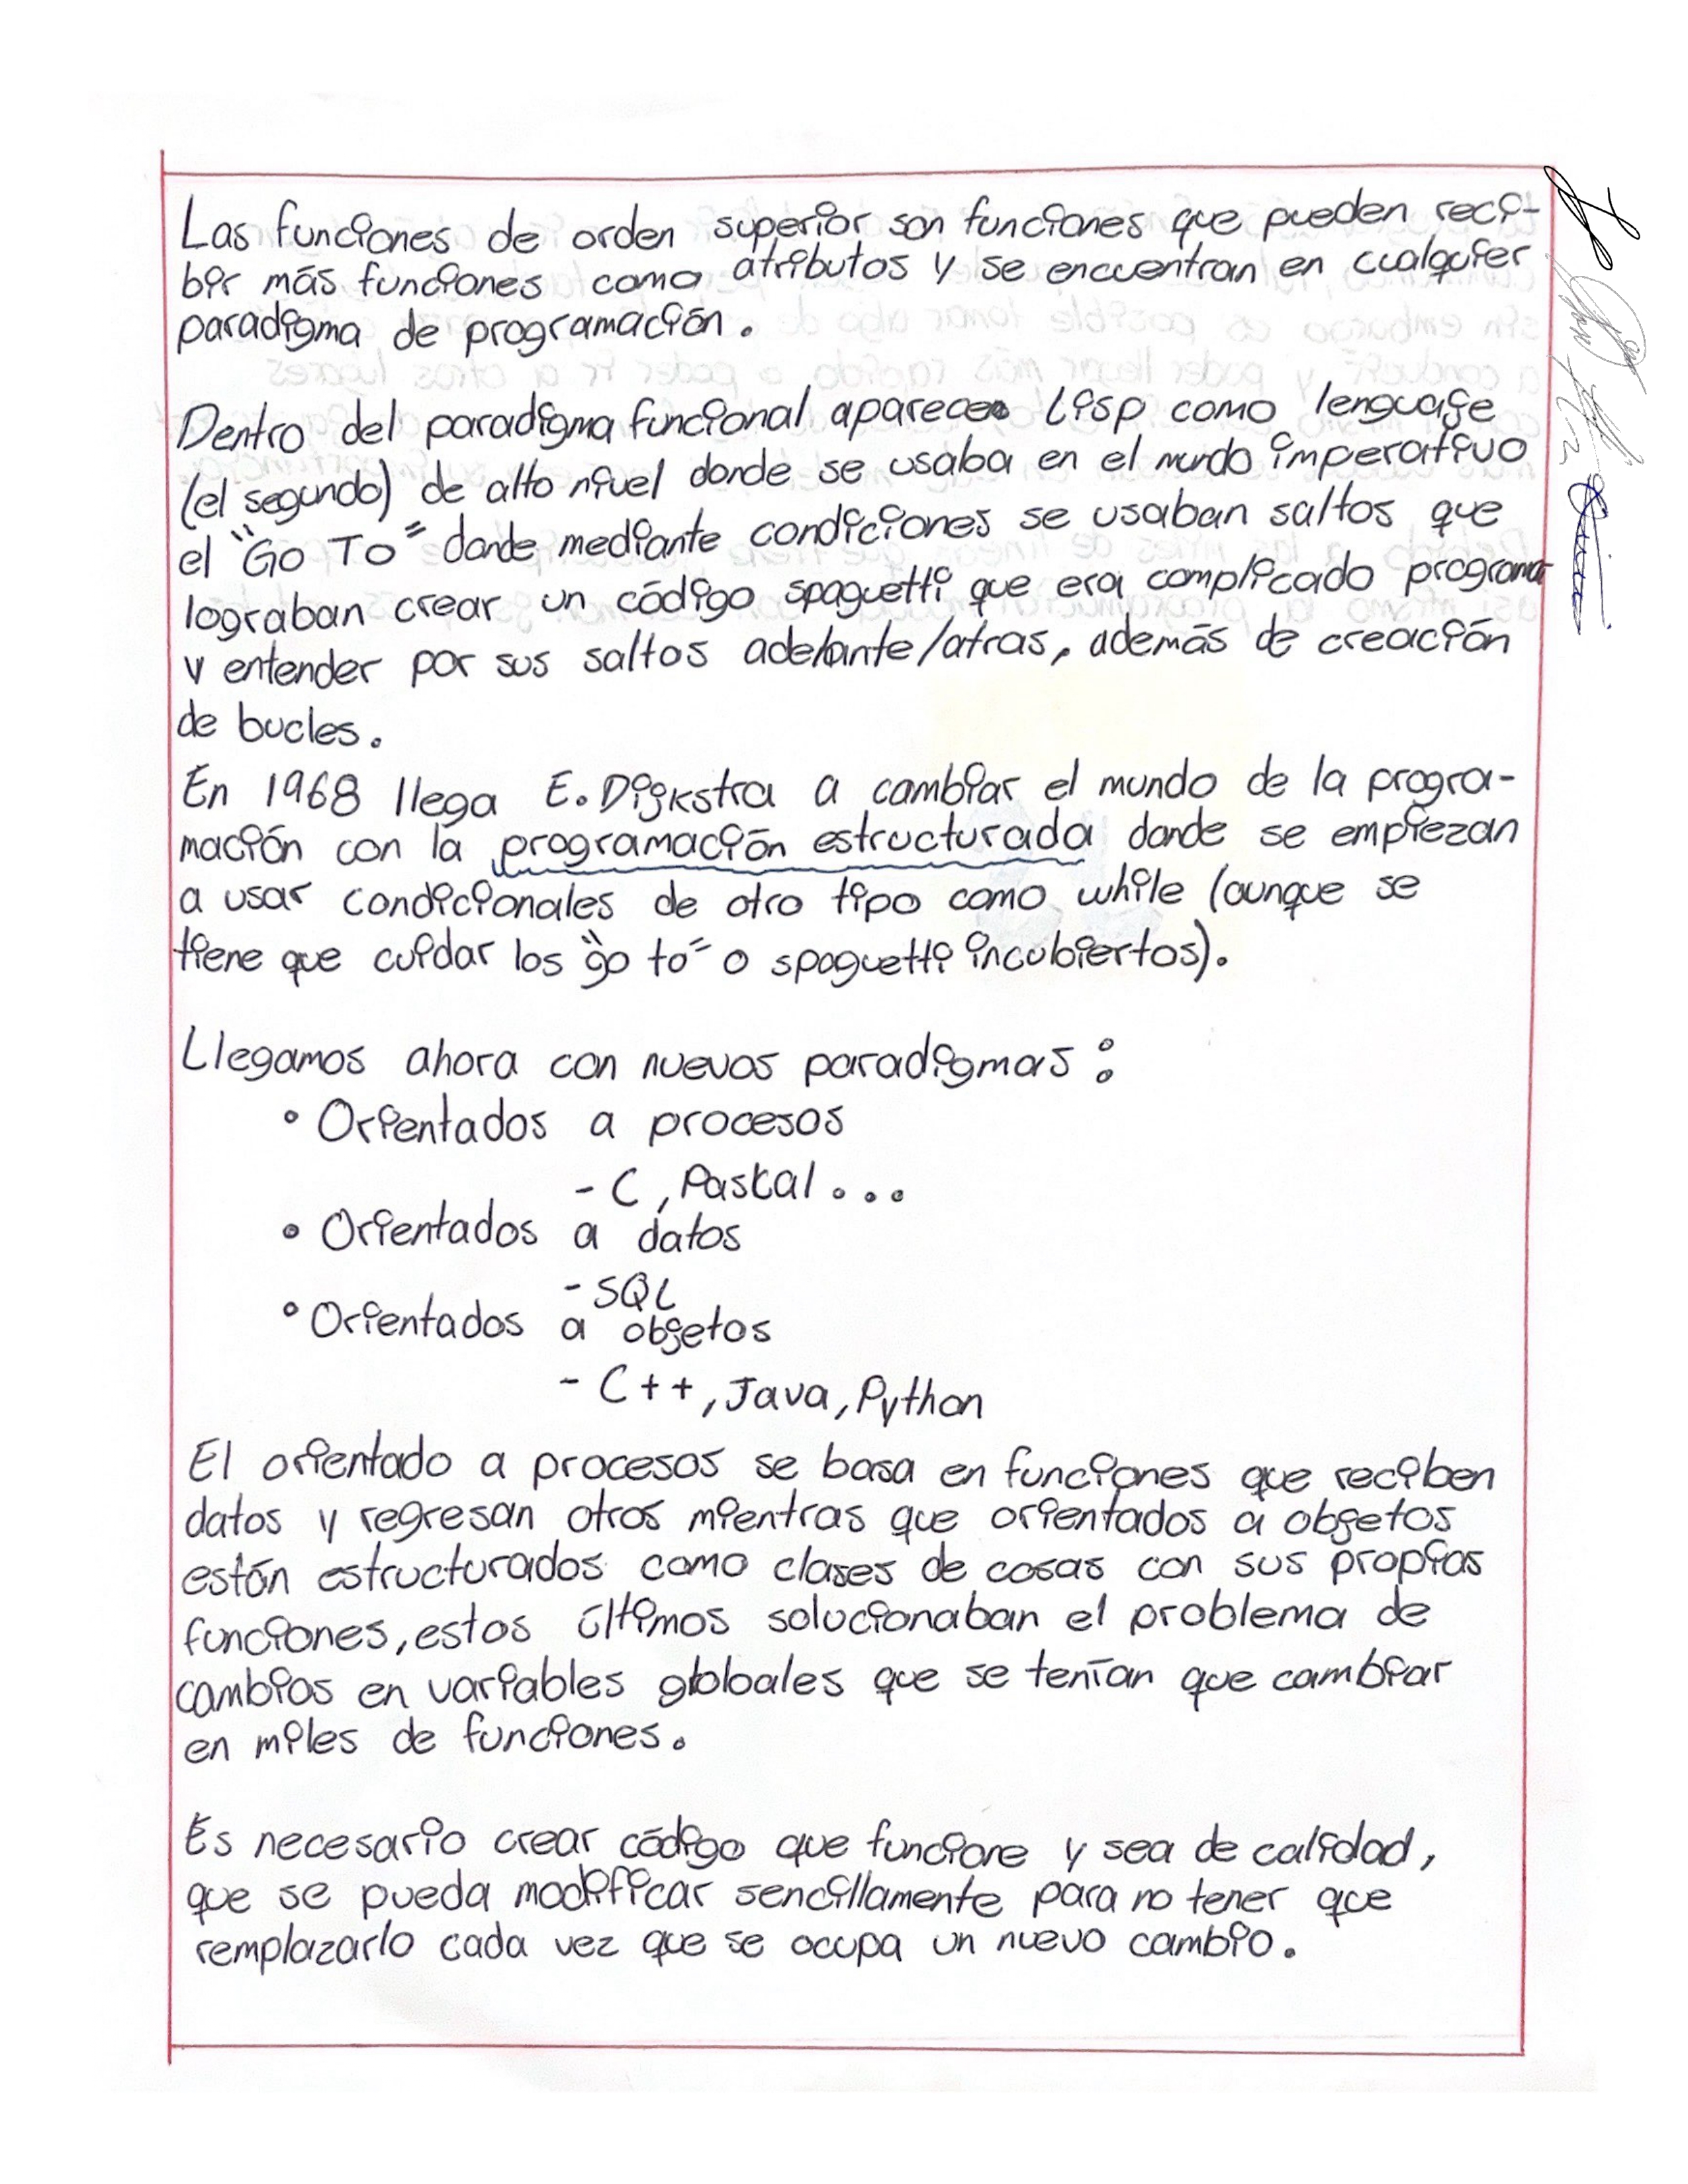 Las funciones de orden superior son funciones que pueden reci-
bir más funciones como atributos y se encuentran en cualquier
paradigma de programación.
Dentro del paradigma funcional aparece Lisp como lenguaje
(el segundo) de alto nivel donde se usaba en el mundo imperativo
el "Go To" donde mediante condiciones se usaban saltos que
lograban crear un código spaguetti que era complicado programar
y entender por sus saltos adelante/atras, además de creación
de bucles.
En 1968 llega E. Dijkstra a cambiar el mundo de la progra-
mación con la programación estructurada donde se empiezan
a usar condicionales de otro tipo como while (aunque se
tiene que cuidar los "go to" o spaguetti incubiertos).
Llegamos ahora con nuevos paradigmas:
• Orientados a procesos
- C, Paskal...
• Orientados a datos
- SQL
• Orientados a objetos
- C++, Java, Python
El orientado a procesos se basa en funciones que reciben
datos y regresan otros mientras que orientados a objetos
están estructurados como clases de cosas con sus propias
funciones, estos últimos solucionaban el problema de
cambios en variables globales que se tenían que cambiar
en miles de funciones.
Es necesario crear código que funcione y sea de calidad,
que se pueda modificar sencillamente para no tener que
remplazarlo cada vez que se ocupa un nuevo cambio.